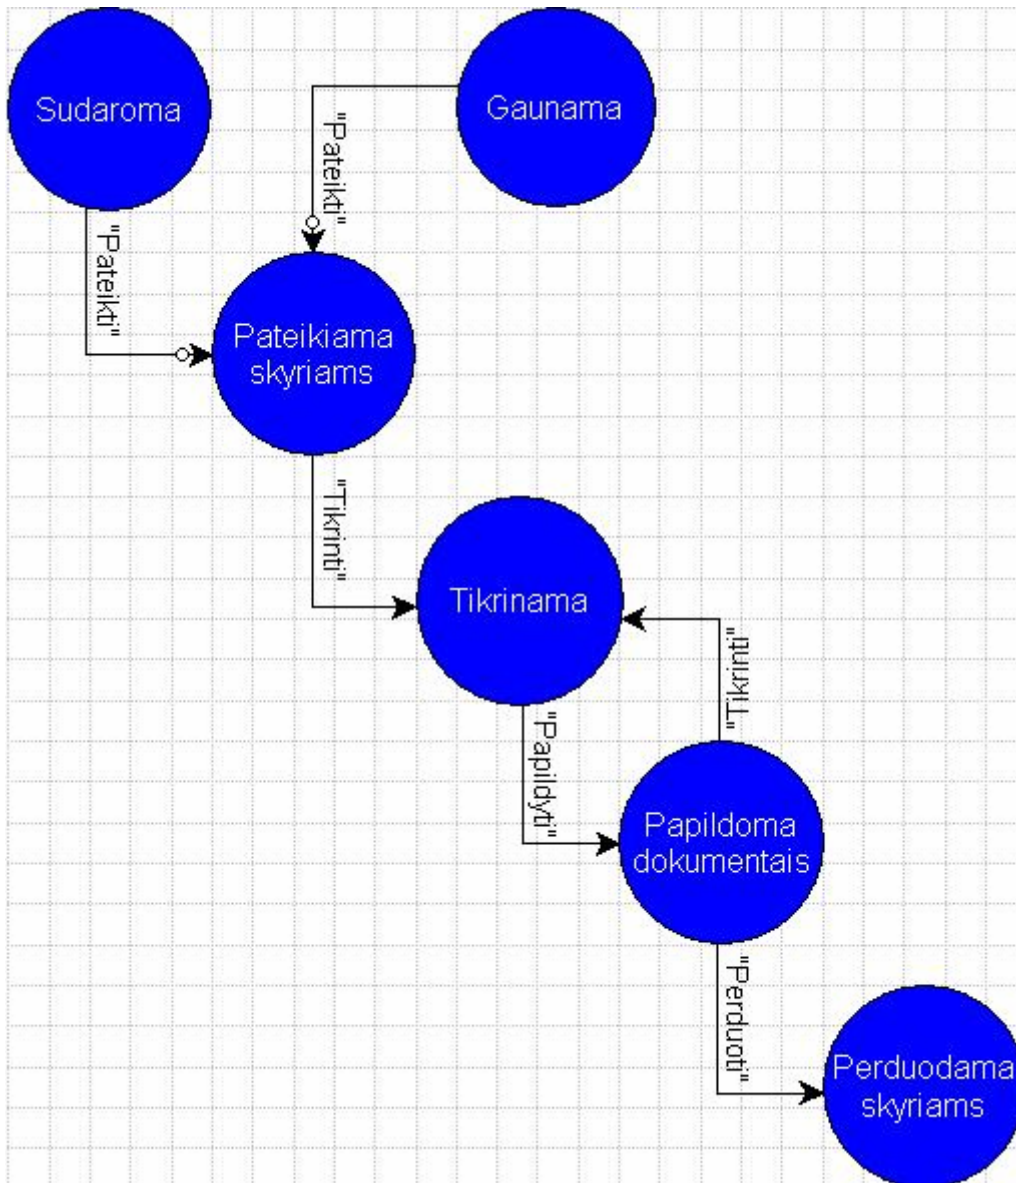 Sudaroma
Gaunama
"Pateikti"
"Pateikti"
Pateikiama
skyriams
"Tikrinti"
Tikrinama
"Tikrinti"
"Papildyti"
Papildoma
dokumentais
"Perduoti"
Perduodama
skyriams